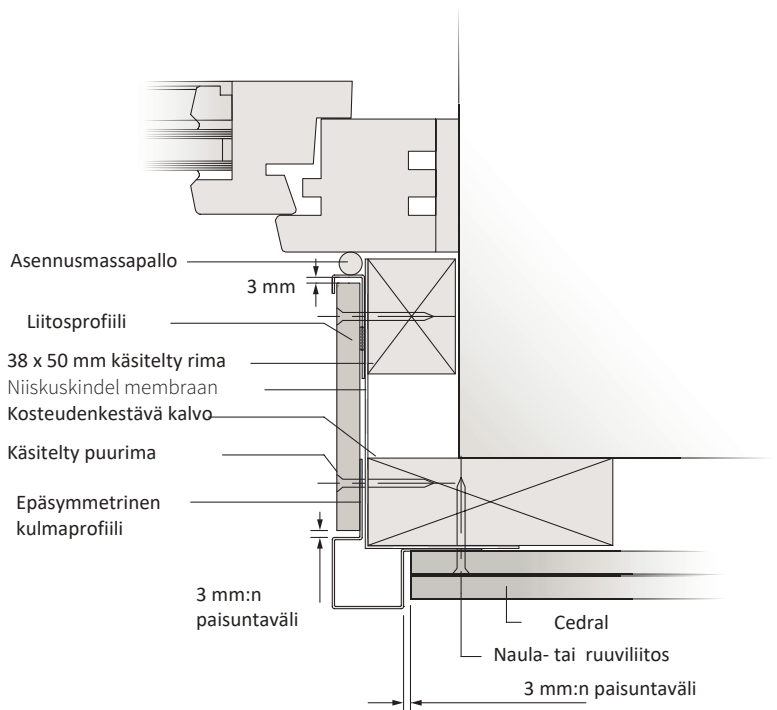 Asennusmassapallo
3 mm
Liitosprofiili
38 x 50 mm käsitelty rima
Niiskuskindel membraan
Kosteudenkestävä kalvo
Käsitelty puurima
Epäsymmetrinen
kulmaprofiili
3 mm:n
paisuntaväli
Cedral
Naula- tai ruuviliitos
3 mm:n paisuntaväli